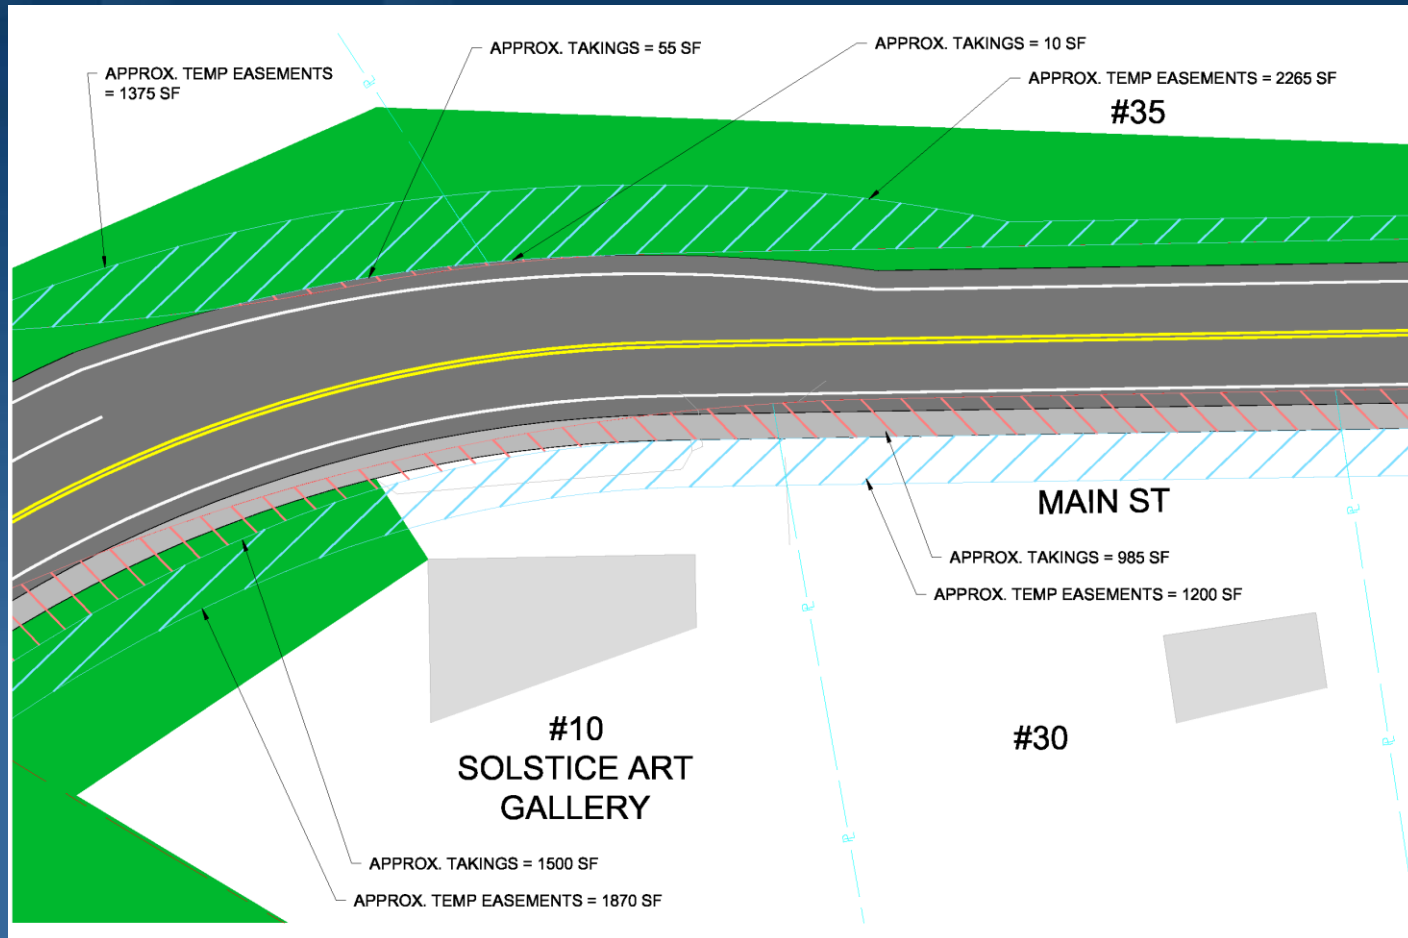 APPROX. TEMP EASEMENTS
= 1375 SF
APPROX. TAKINGS = 55 SF
APPROX. TAKINGS = 10 SF
APPROX. TEMP EASEMENTS = 2265 SF
#35
MAIN ST
APPROX. TAKINGS = 985 SF
APPROX. TEMP EASEMENTS = 1200 SF
#10
SOLSTICE ART
GALLERY
#30
APPROX. TAKINGS = 1500 SF
APPROX. TEMP EASEMENTS = 1870 SF